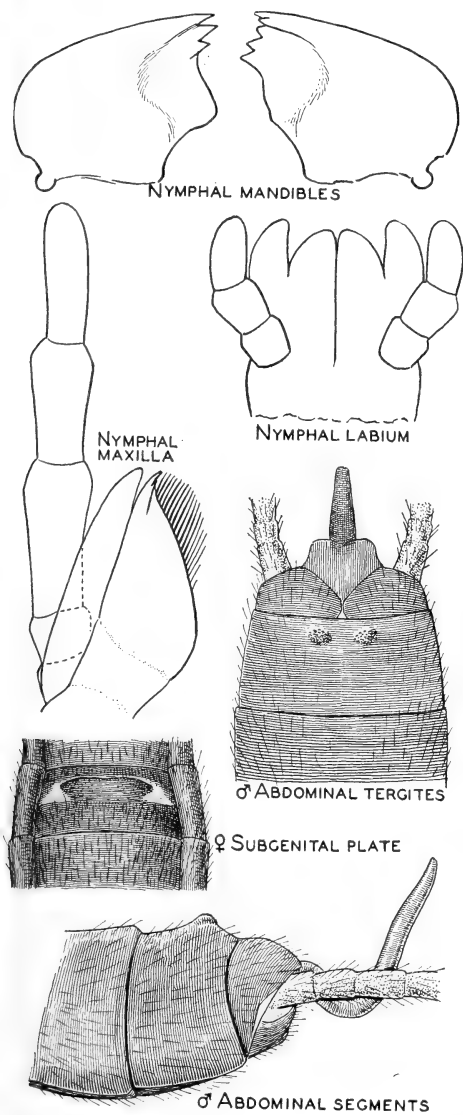 NYMPHAL MANDIBLES
NYMPHAL
MAXILLA
NYMPHAL LABIUM
♂ ABDOMINAL TERGITES
♀ SUBGENITAL PLATE
♂ ABDOMINAL SEGMENTS